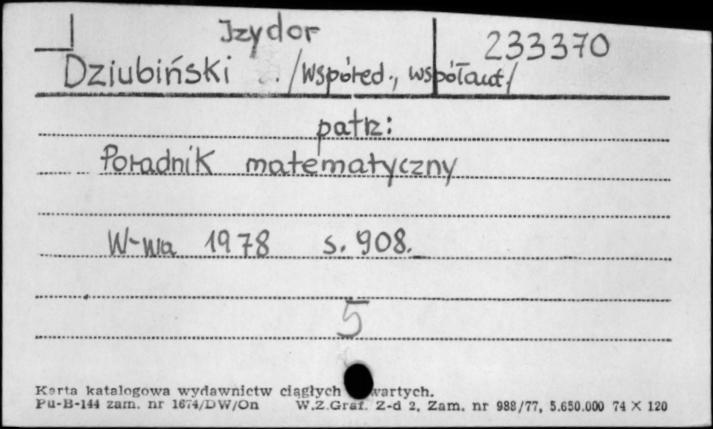 Izydor 233370
Dziubiński /współred., współaut/
patrz:
Poradnik matematyczny
W-wa 1978 s. 908.
5
Karta katalogowa wydawnictw ciągłych wartych.
Pu-B-144 zam. nr 1674/DW/On W.Z.Graf. Z-d 2, Zam. nr 988/77, 5.650.000 74 X 120